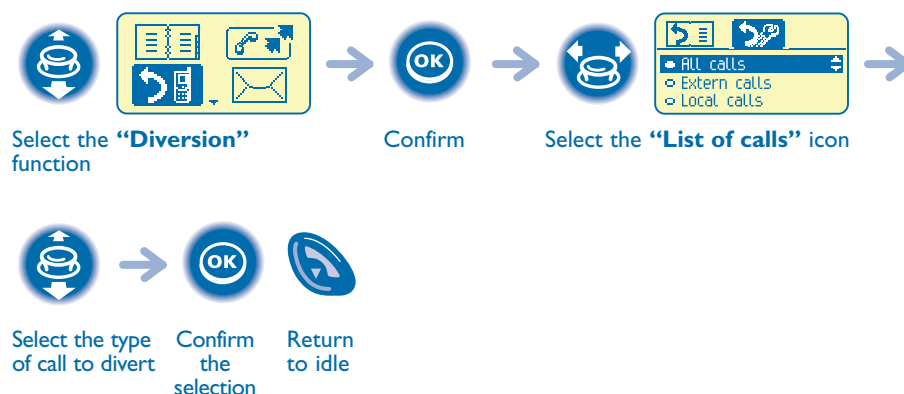 OK
All calls
Extern calls
Local calls
Select the “Diversion”
function
Confirm
Select the “List of calls” icon
OK
Select the type
of call to divert
Confirm
the
selection
Return
to idle